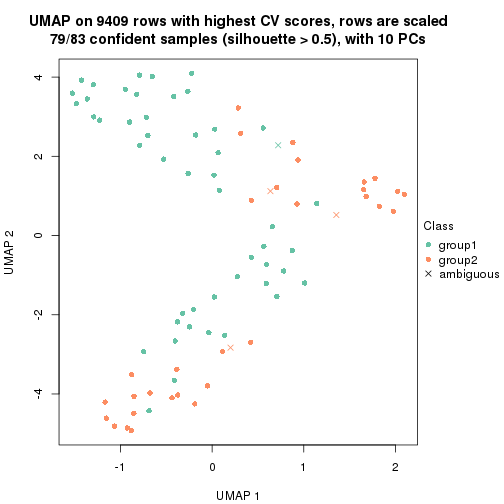 UMAP on 9409 rows with highest CV scores, rows are scaled
79/83 confident samples (silhouette > 0.5), with 10 PCs
4
2
0
-2
-4
UMAP 2
-1
0
1
2
UMAP 1
Class
group1
group2
ambiguous